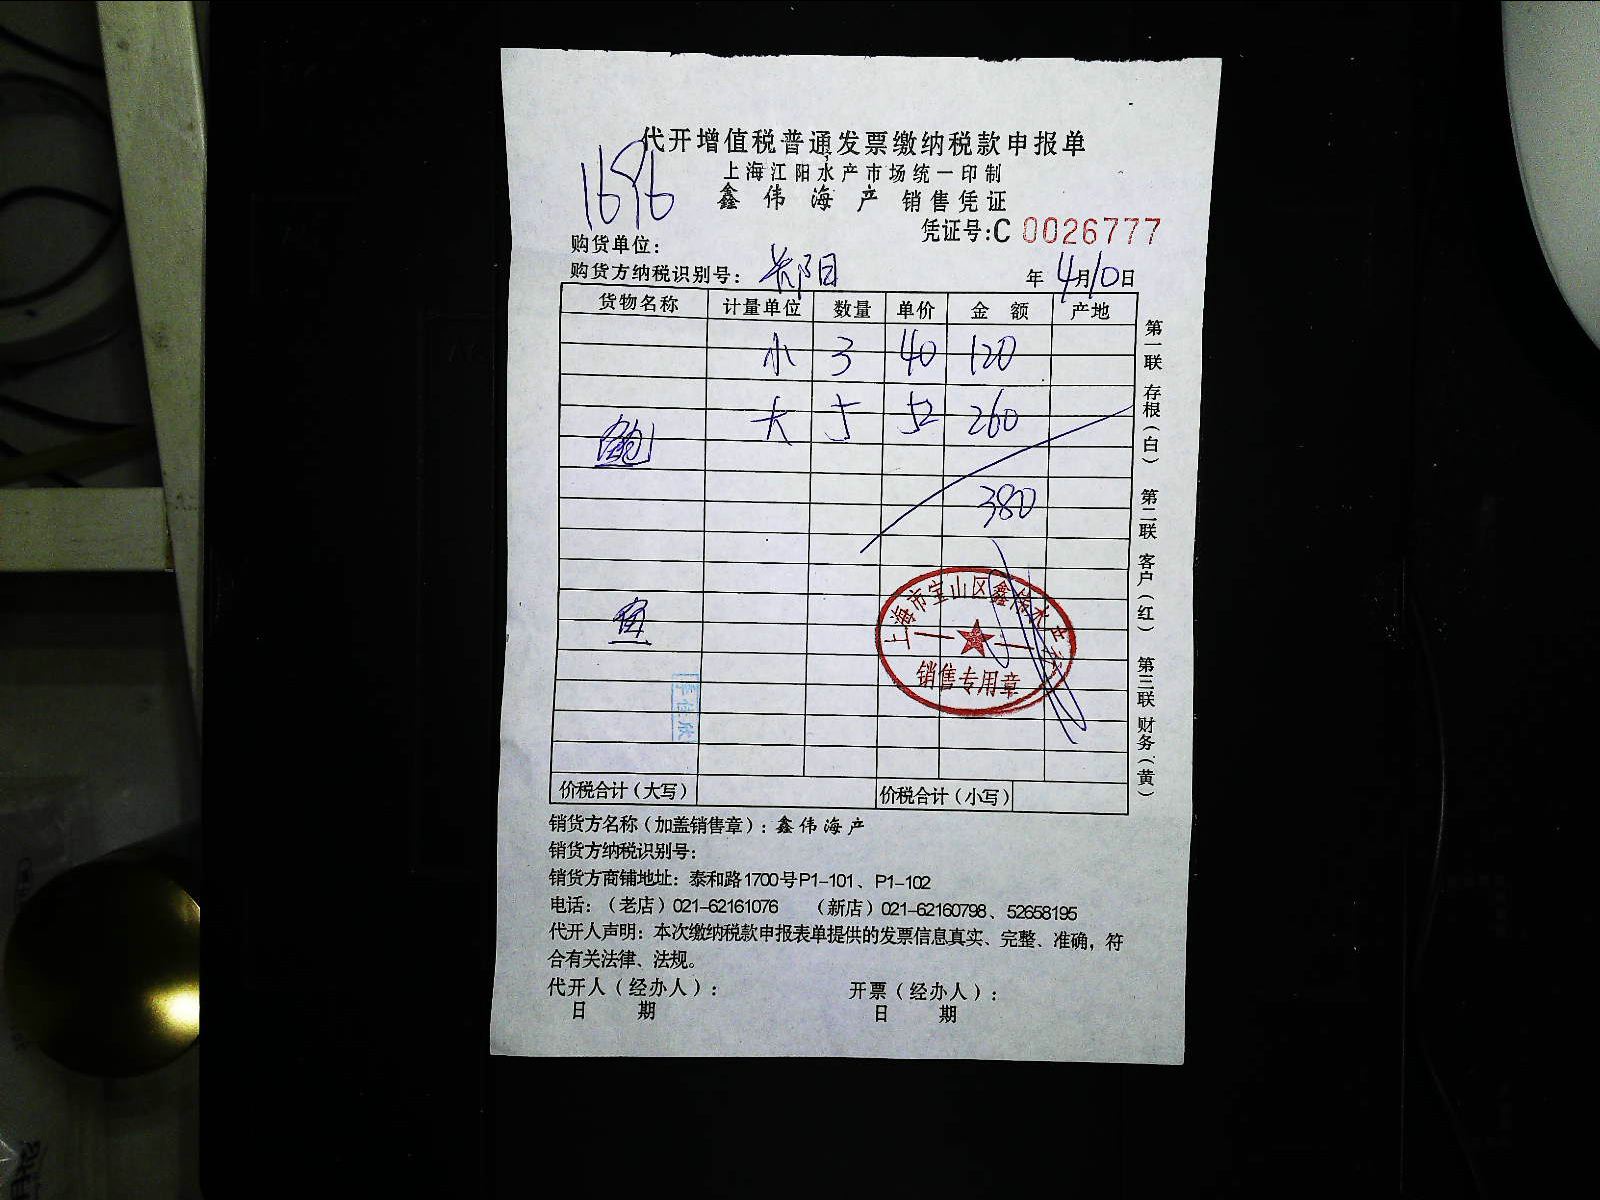 代开增值税普通发票缴纳税款申报单
1696
上海江阳水产市场统一印制
鑫伟海产 销售凭证
凭证号:C 0026777
购货单位:
购货方纳税识别号: 长阳
年 4月10日
货物名称 计量单位 数量 单价 金 额 产地
小 3 40 120
大 5 52 260
鲍
380
鱼
上海市宝山区鑫伟水产行
销售专用章
价税合计(大写) 价税合计(小写)
第一联 存根(白) 第二联 客户(红) 第三联 财务(黄)
销货方名称(加盖销售章): 鑫伟海产
销货方纳税识别号:
销货方商铺地址: 泰和路1700号P1-101、P1-102
电话:(老店)021-62161076 (新店)021-62160798、52658195
代开人声明: 本次缴纳税款申报表单提供的发票信息真实、完整、准确, 符
合有关法律、法规。
代开人(经办人): 开票(经办人):
日 期 日 期